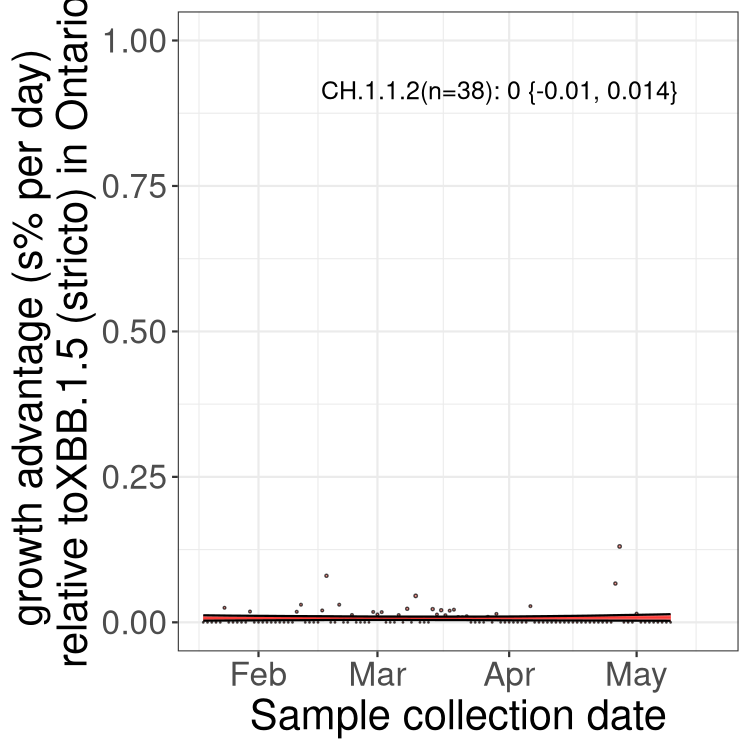 growth advantage (s% per day)
relative toXBB.1.5 (stricto) in Ontario
1.00
0.75
0.50
0.25
0.00
CH.1.1.2(n=38): 0 {-0.01, 0.014}
Feb Mar Apr May
Sample collection date